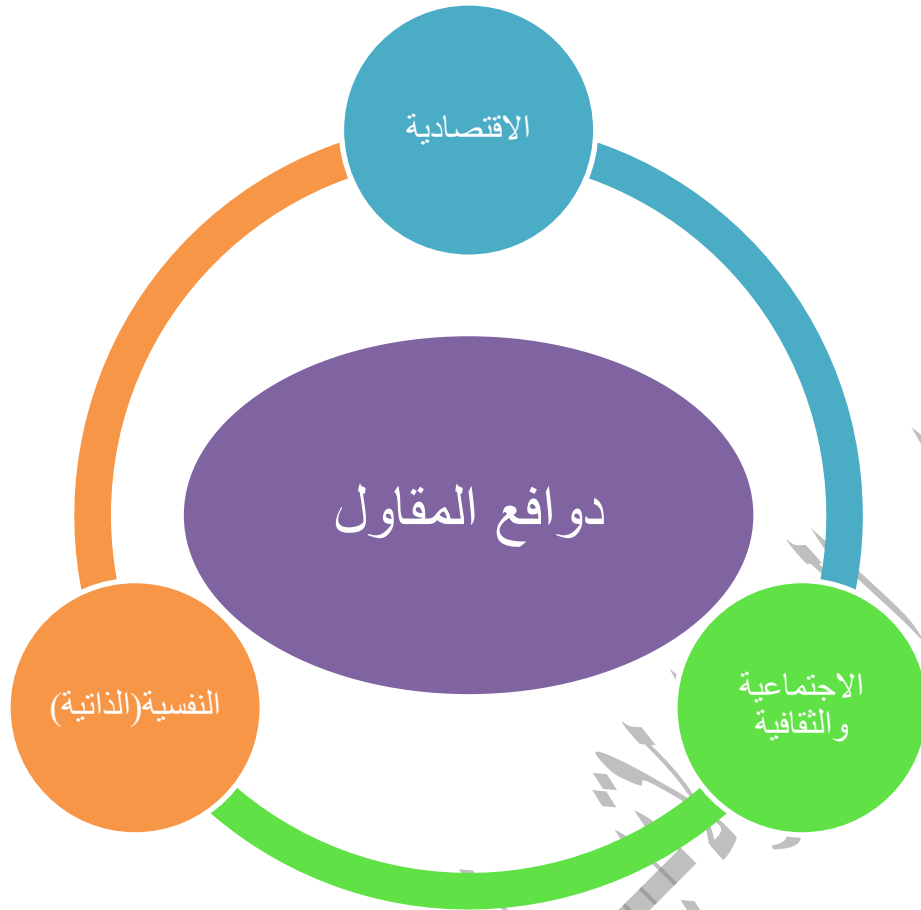 الاقتصادية
دوافع المقاول
الاجتماعية
والثقافية
النفسية(الذاتية)